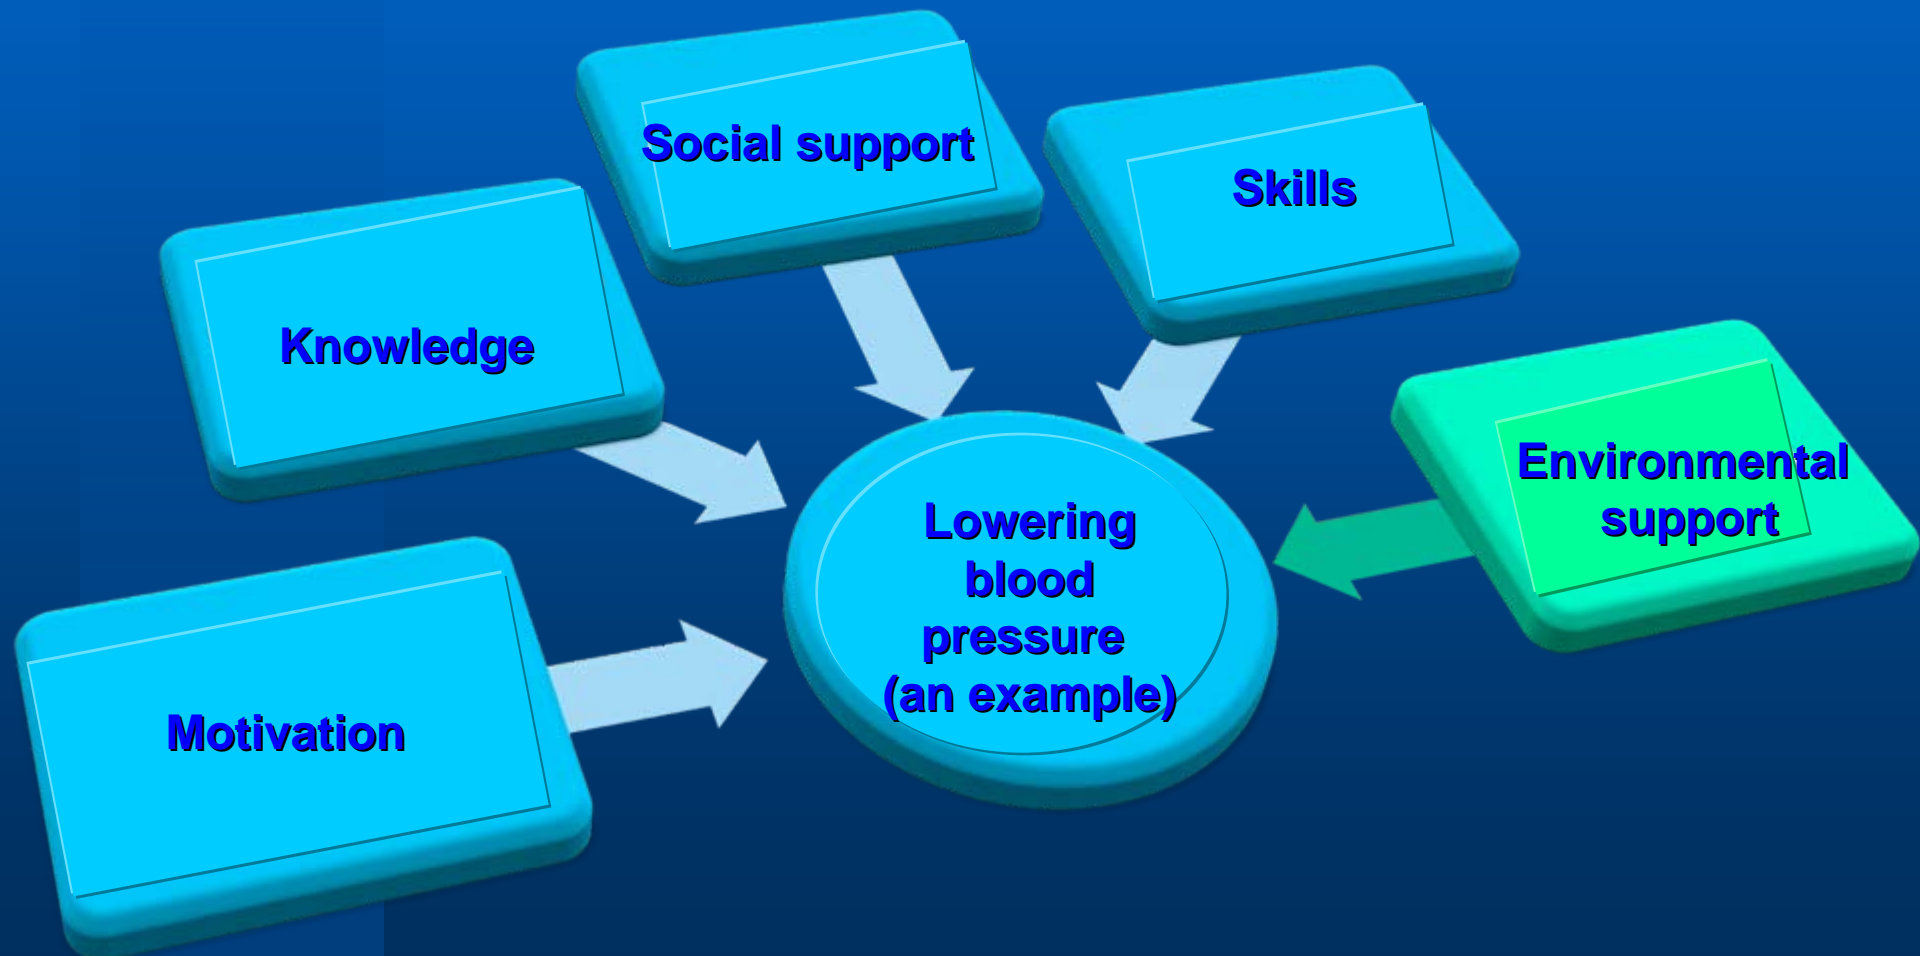 Social support
Skills
Knowledge
Environmental
support
Lowering
blood
pressure
(an example)
Motivation